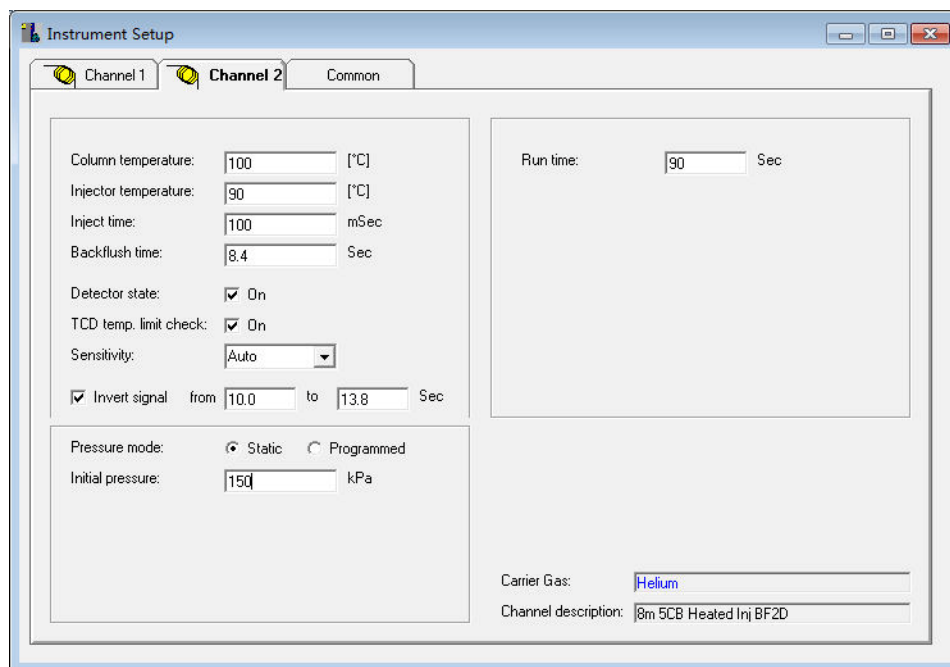 Instrument Setup
Channel 1 Channel 2 Common
Column temperature: 100 [°C]
Injector temperature: 90 [°C]
Inject time: 100 mSec
Backflush time: 8.4 Sec
Detector state: On
TCD temp. limit check: On
Sensitivity: Auto
Invert signal from 10.0 to 13.8 Sec
Pressure mode: Static Programmed
Initial pressure: 150 kPa
Run time: 90 Sec
Carrier Gas: Helium
Channel description: 8m 5CB Heated Inj BF2D